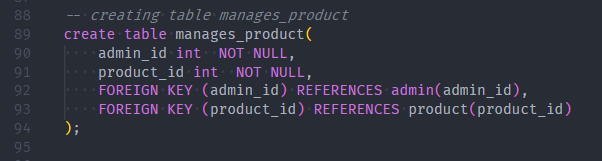 88 -- creating table manages_product
89 create table manages_product(
90 admin_id int NOT NULL,
91 product_id int NOT NULL,
92 FOREIGN KEY (admin_id) REFERENCES admin(admin_id),
93 FOREIGN KEY (product_id) REFERENCES product(product_id)
94 );
95